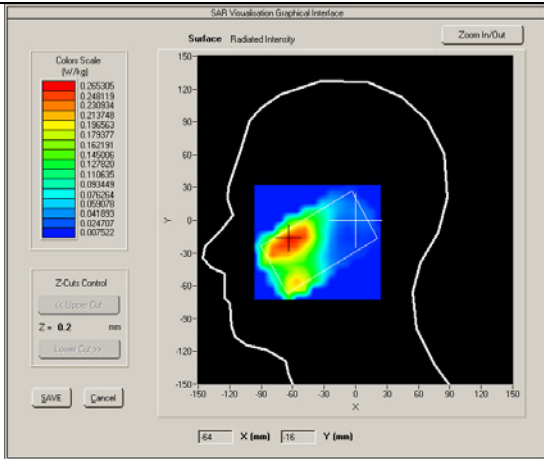 SAR Visualisation Graphical Interface
Surface Radiated Intensity
Zoom In/Out
Colors Scale
(W/kg)
0.265305
0.248119
0.230934
0.213748
0.196563
0.179377
0.162191
0.145006
0.127820
0.110635
0.093449
0.076264
0.059078
0.041893
0.024707
0.007522
150
120
90
60
30
0
-30
-60
-90
-120
-150
Y
-150 -120 -90 -60 -30 0 30 60 90 120 150
X
Z-Cuts Control
<< Upper Cut
Z = 0.2 mm
Lower Cut >>
SAVE Cancel
-64 X (mm) -16 Y (mm)